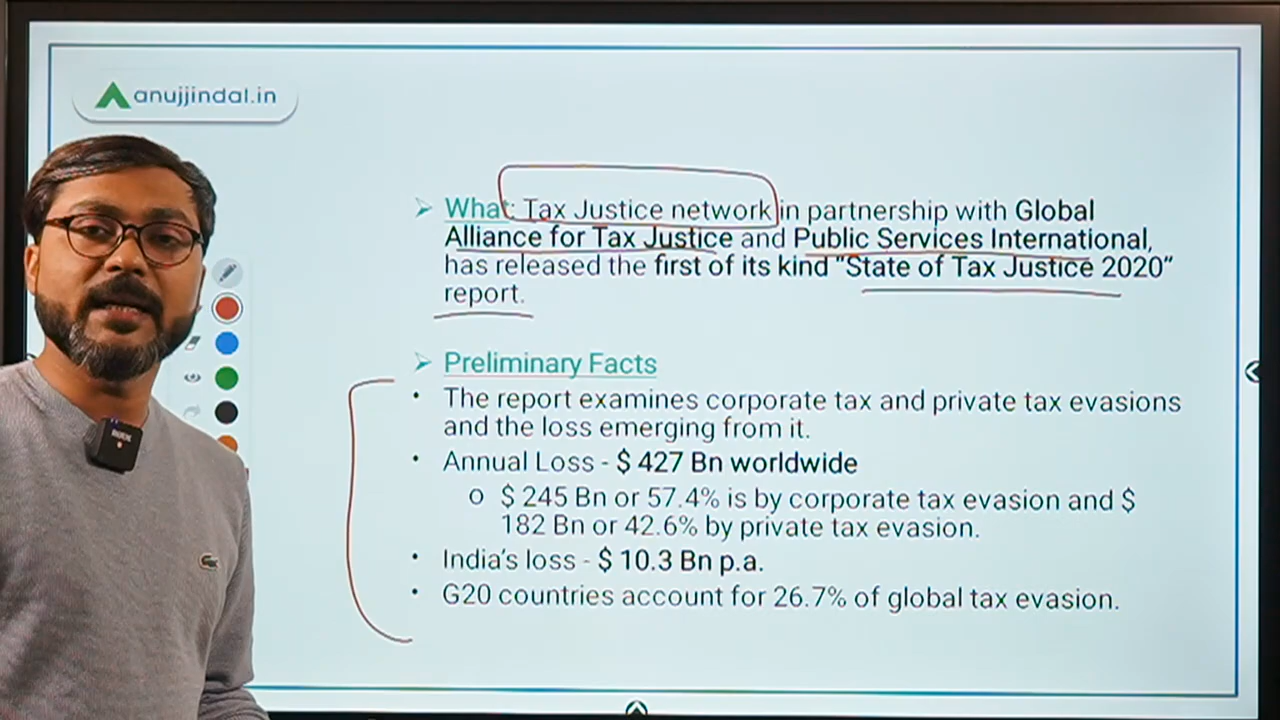 anujjindal.in
➢ What: Tax Justice network in partnership with Global
Alliance for Tax Justice and Public Services International,
has released the first of its kind “State of Tax Justice 2020”
report.
➢ Preliminary Facts
• The report examines corporate tax and private tax evasions
and the loss emerging from it.
• Annual Loss - $ 427 Bn worldwide
o $ 245 Bn or 57.4% is by corporate tax evasion and $
182 Bn or 42.6% by private tax evasion.
• India’s loss - $ 10.3 Bn p.a.
• G20 countries account for 26.7% of global tax evasion.